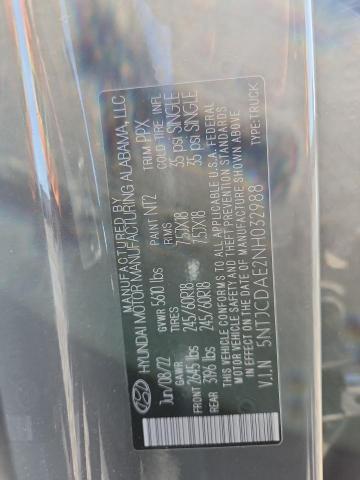 MANUFACTURED BY
HYUNDAI MOTOR MANUFACTURING ALABAMA, LLC
Jun/08/22 GVWR 5610 lbs PAINT NT2 TRIM PPX
GAWR TIRES RIMS COLD TIRE INFL
FRONT 2645 lbs 245/60R18 7.5JX18 35 psi SINGLE
REAR 3196 lbs 245/60R18 7.5JX18 35 psi SINGLE
THIS VEHICLE CONFORMS TO ALL APPLICABLE U.S.A. FEDERAL
MOTOR VEHICLE SAFETY AND THEFT PREVENTION STANDARDS
IN EFFECT ON THE DATE OF MANUFACTURE SHOWN ABOVE.
V.I.N 5NTJCDAE2NH032988 TYPE:TRUCK